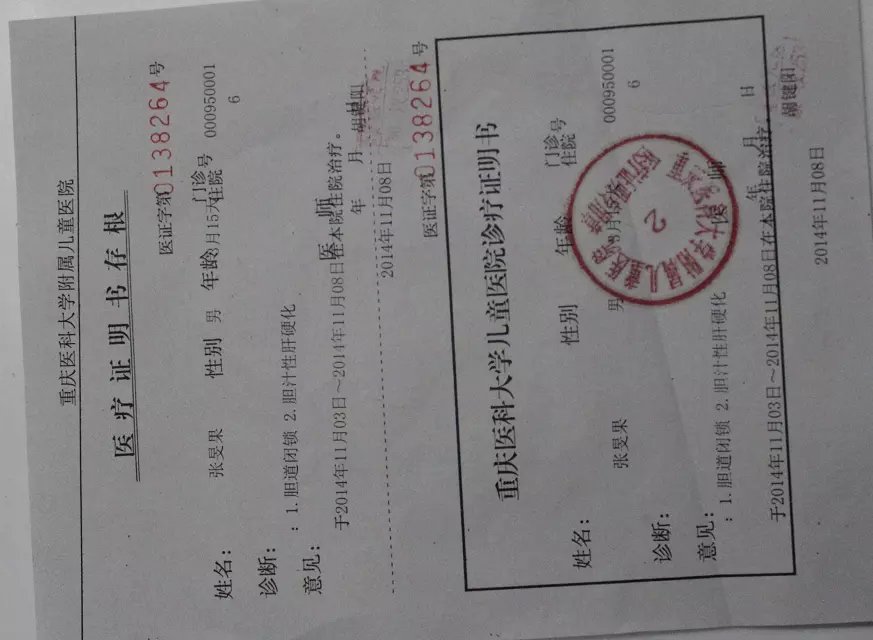 重庆医科大学附属儿童医院
医疗证明书存根
医证字第0138264号
姓名: 张旻果 性别 男 年龄 3月15天 门诊住院号 0009500016
诊断: 1.胆道闭锁 2.胆汁性肝硬化
意见: 于2014年11月03日～2014年11月08日在本院住院治疗。
医师 胡键阳
年 月
2014年11月08日
医证字第0138264号
重庆医科大学儿童医院诊疗证明书
姓名: 张旻果 性别 男 年龄 门诊住院号 0009500016
诊断: 1.胆道闭锁 2.胆汁性肝硬化
意见: 于2014年11月03日～2014年11月08日在本院住院治疗。
医师 胡键阳
年 月 日
2014年11月08日
2